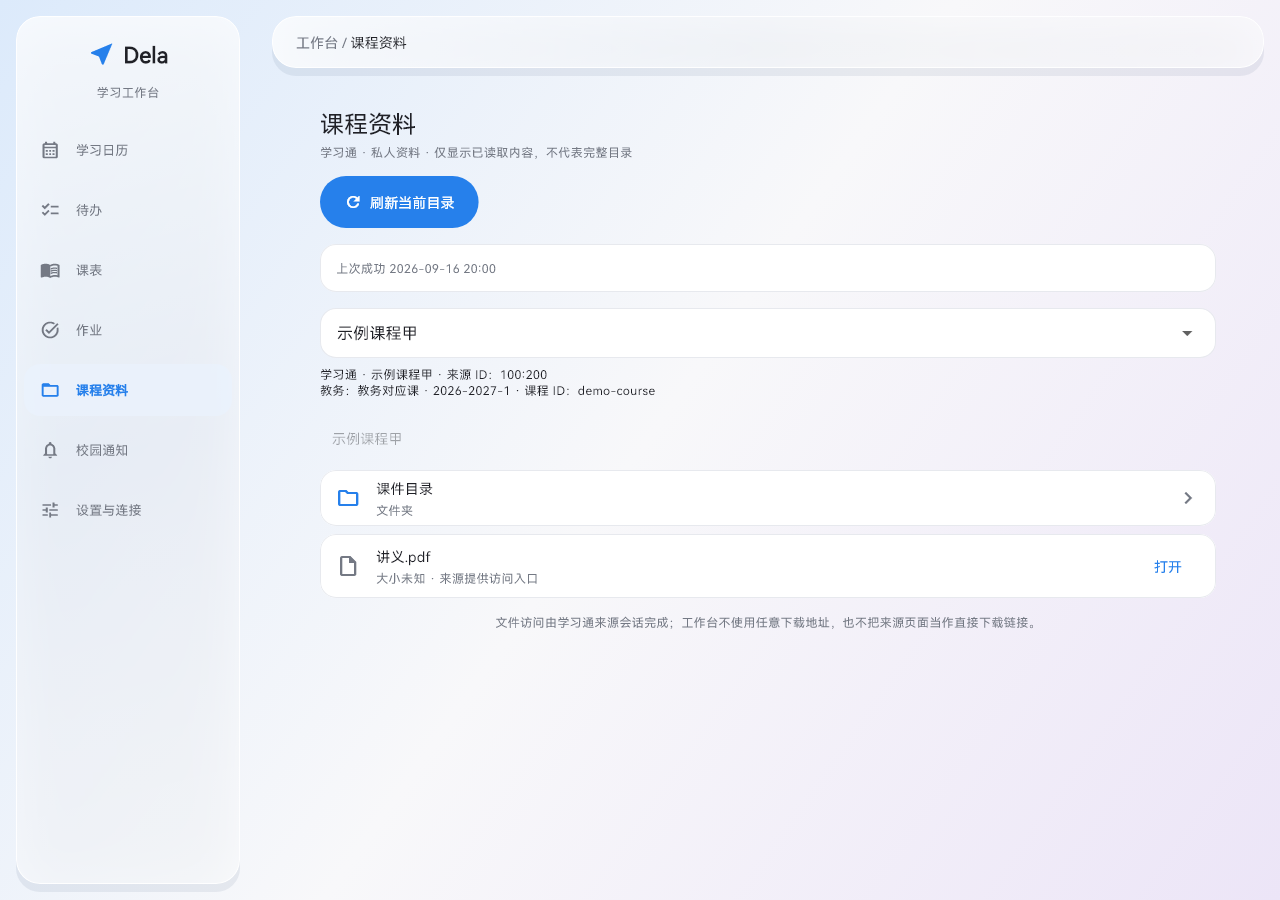 Dela
学习工作台
学习日历
待办
课表
作业
课程资料
校园通知
设置与连接
工作台 / 课程资料
课程资料
学习通 · 私人资料 · 仅显示已读取内容，不代表完整目录
刷新当前目录
上次成功 2026-09-16 20:00
示例课程甲
学习通 · 示例课程甲 · 来源 ID：100:200
教务：教务对应课 · 2026-2027-1 · 课程 ID：demo-course
示例课程甲
课件目录
文件夹
讲义.pdf
大小未知 · 来源提供访问入口
打开
文件访问由学习通来源会话完成；工作台不使用任意下载地址，也不把来源页面当作直接下载链接。